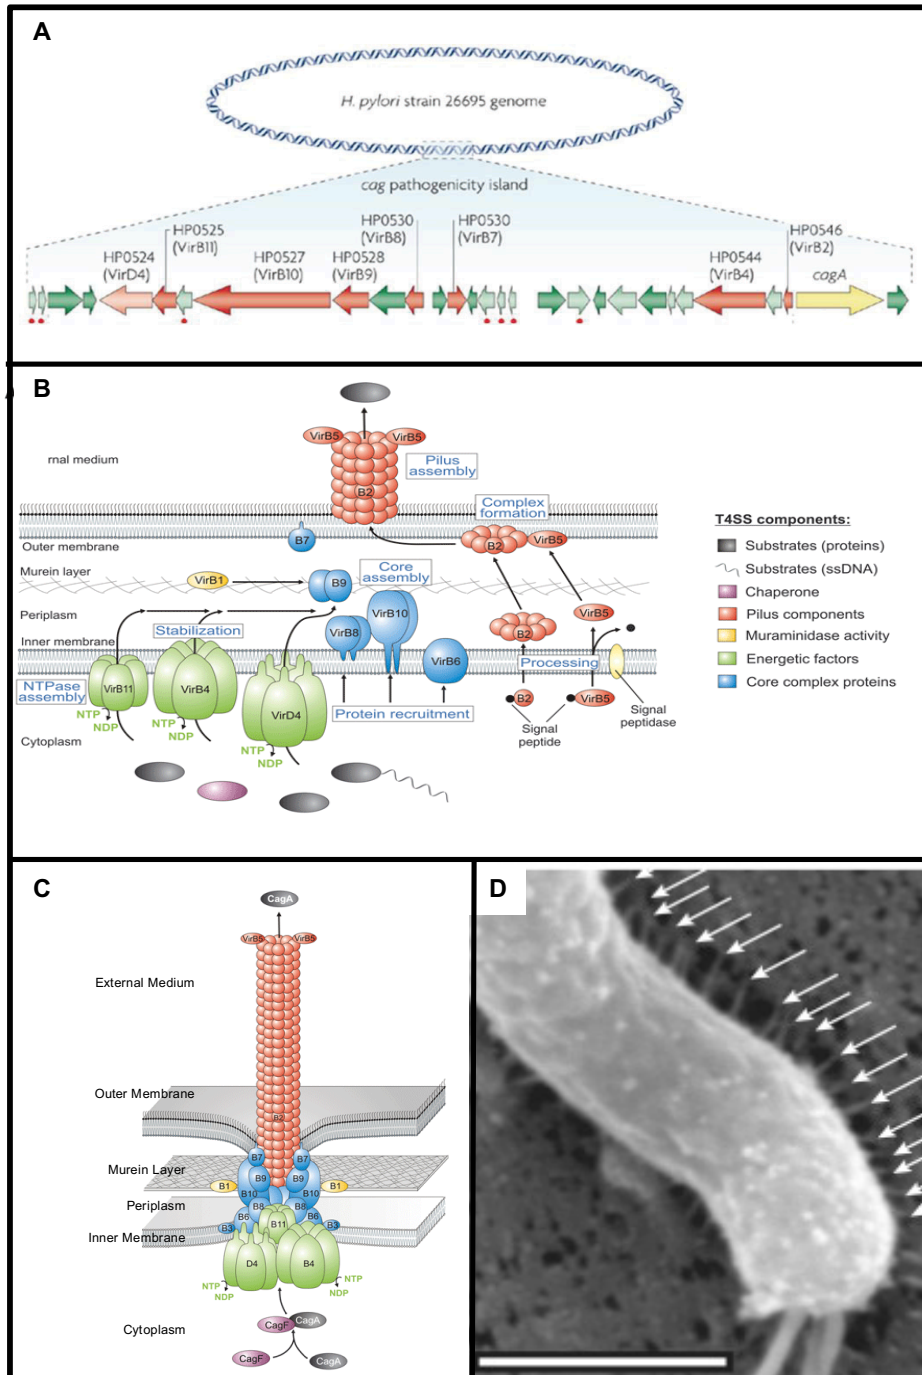 A
H. pylori strain 26695 genome
cag pathogenicity island
HP0524
(VirD4)
HP0525
(VirB11)
HP0527
(VirB10)
HP0528
(VirB9)
HP0530
(VirB8)
HP0530
(VirB7)
HP0544
(VirB4)
HP0546
(VirB2)
cagA
B
VirB5
VirB5
Pilus
assembly
rnal medium
B2
Complex
formation
B7
Outer membrane
B2
VirB5
Murein layer
VirB1
B9
Core
assembly
Periplasm
Stabilization
VirB8
VirB10
B2
VirB5
Inner membrane
VirB6
Processing
NTPase
assembly
VirB11
VirB4
VirD4
Protein recruitment
B2
VirB5
Signal
peptidase
NTP
NDP
NTP
NDP
NTP
NDP
Signal
peptide
Cytoplasm
T4SS components:
Substrates (proteins)
Substrates (ssDNA)
Chaperone
Pilus components
Muraminidase activity
Energetic factors
Core complex proteins
C
CagA
VirB5
VirB5
External Medium
Outer Membrane
B2
B7
B7
Murein Layer
B9
B9
B1
B10
B10
B1
Periplasm
B8
B8
B6
B6
B3
B11
B3
Inner Membrane
D4
B4
NTP
NDP
NTP
NDP
CagF
CagA
Cytoplasm
CagF
CagA
D